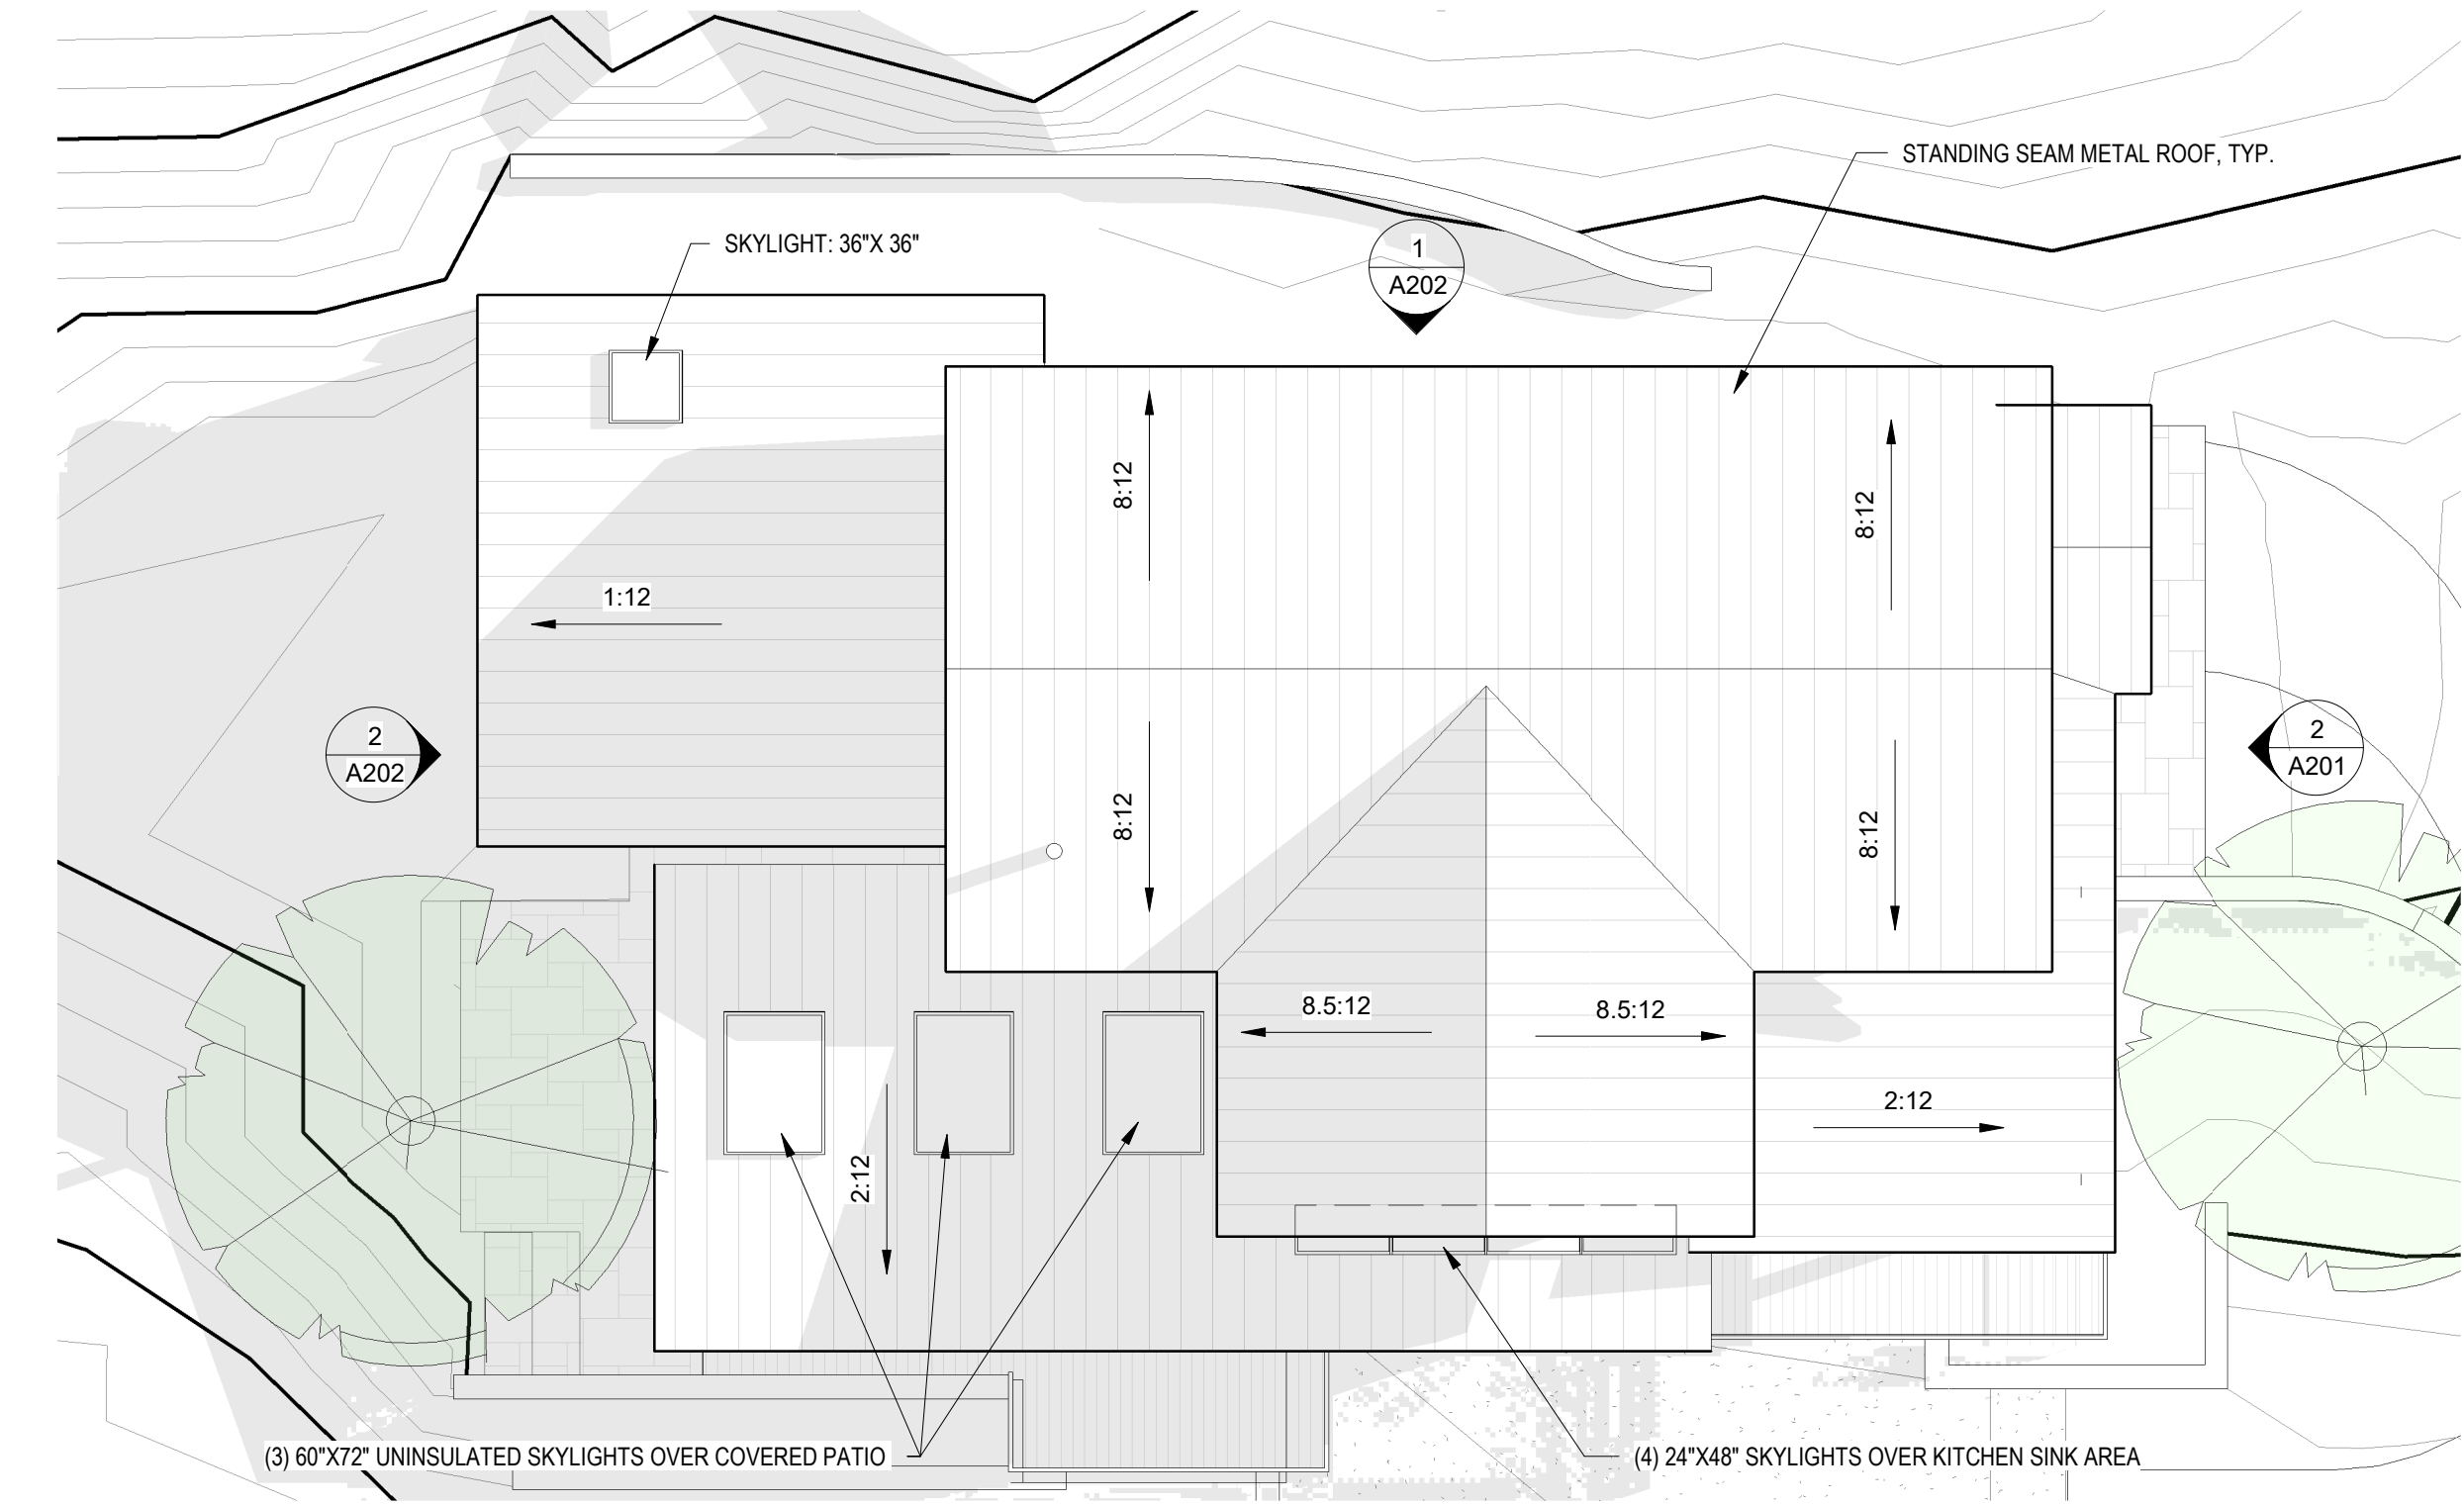 STANDING SEAM METAL ROOF, TYP.
SKYLIGHT: 36"X 36"
1
A202
8:12
8:12
1:12
2
A202
2
A201
8:12
8:12
8.5:12
8.5:12
2:12
2:12
(3) 60"X72" UNINSULATED SKYLIGHTS OVER COVERED PATIO
(4) 24"X48" SKYLIGHTS OVER KITCHEN SINK AREA